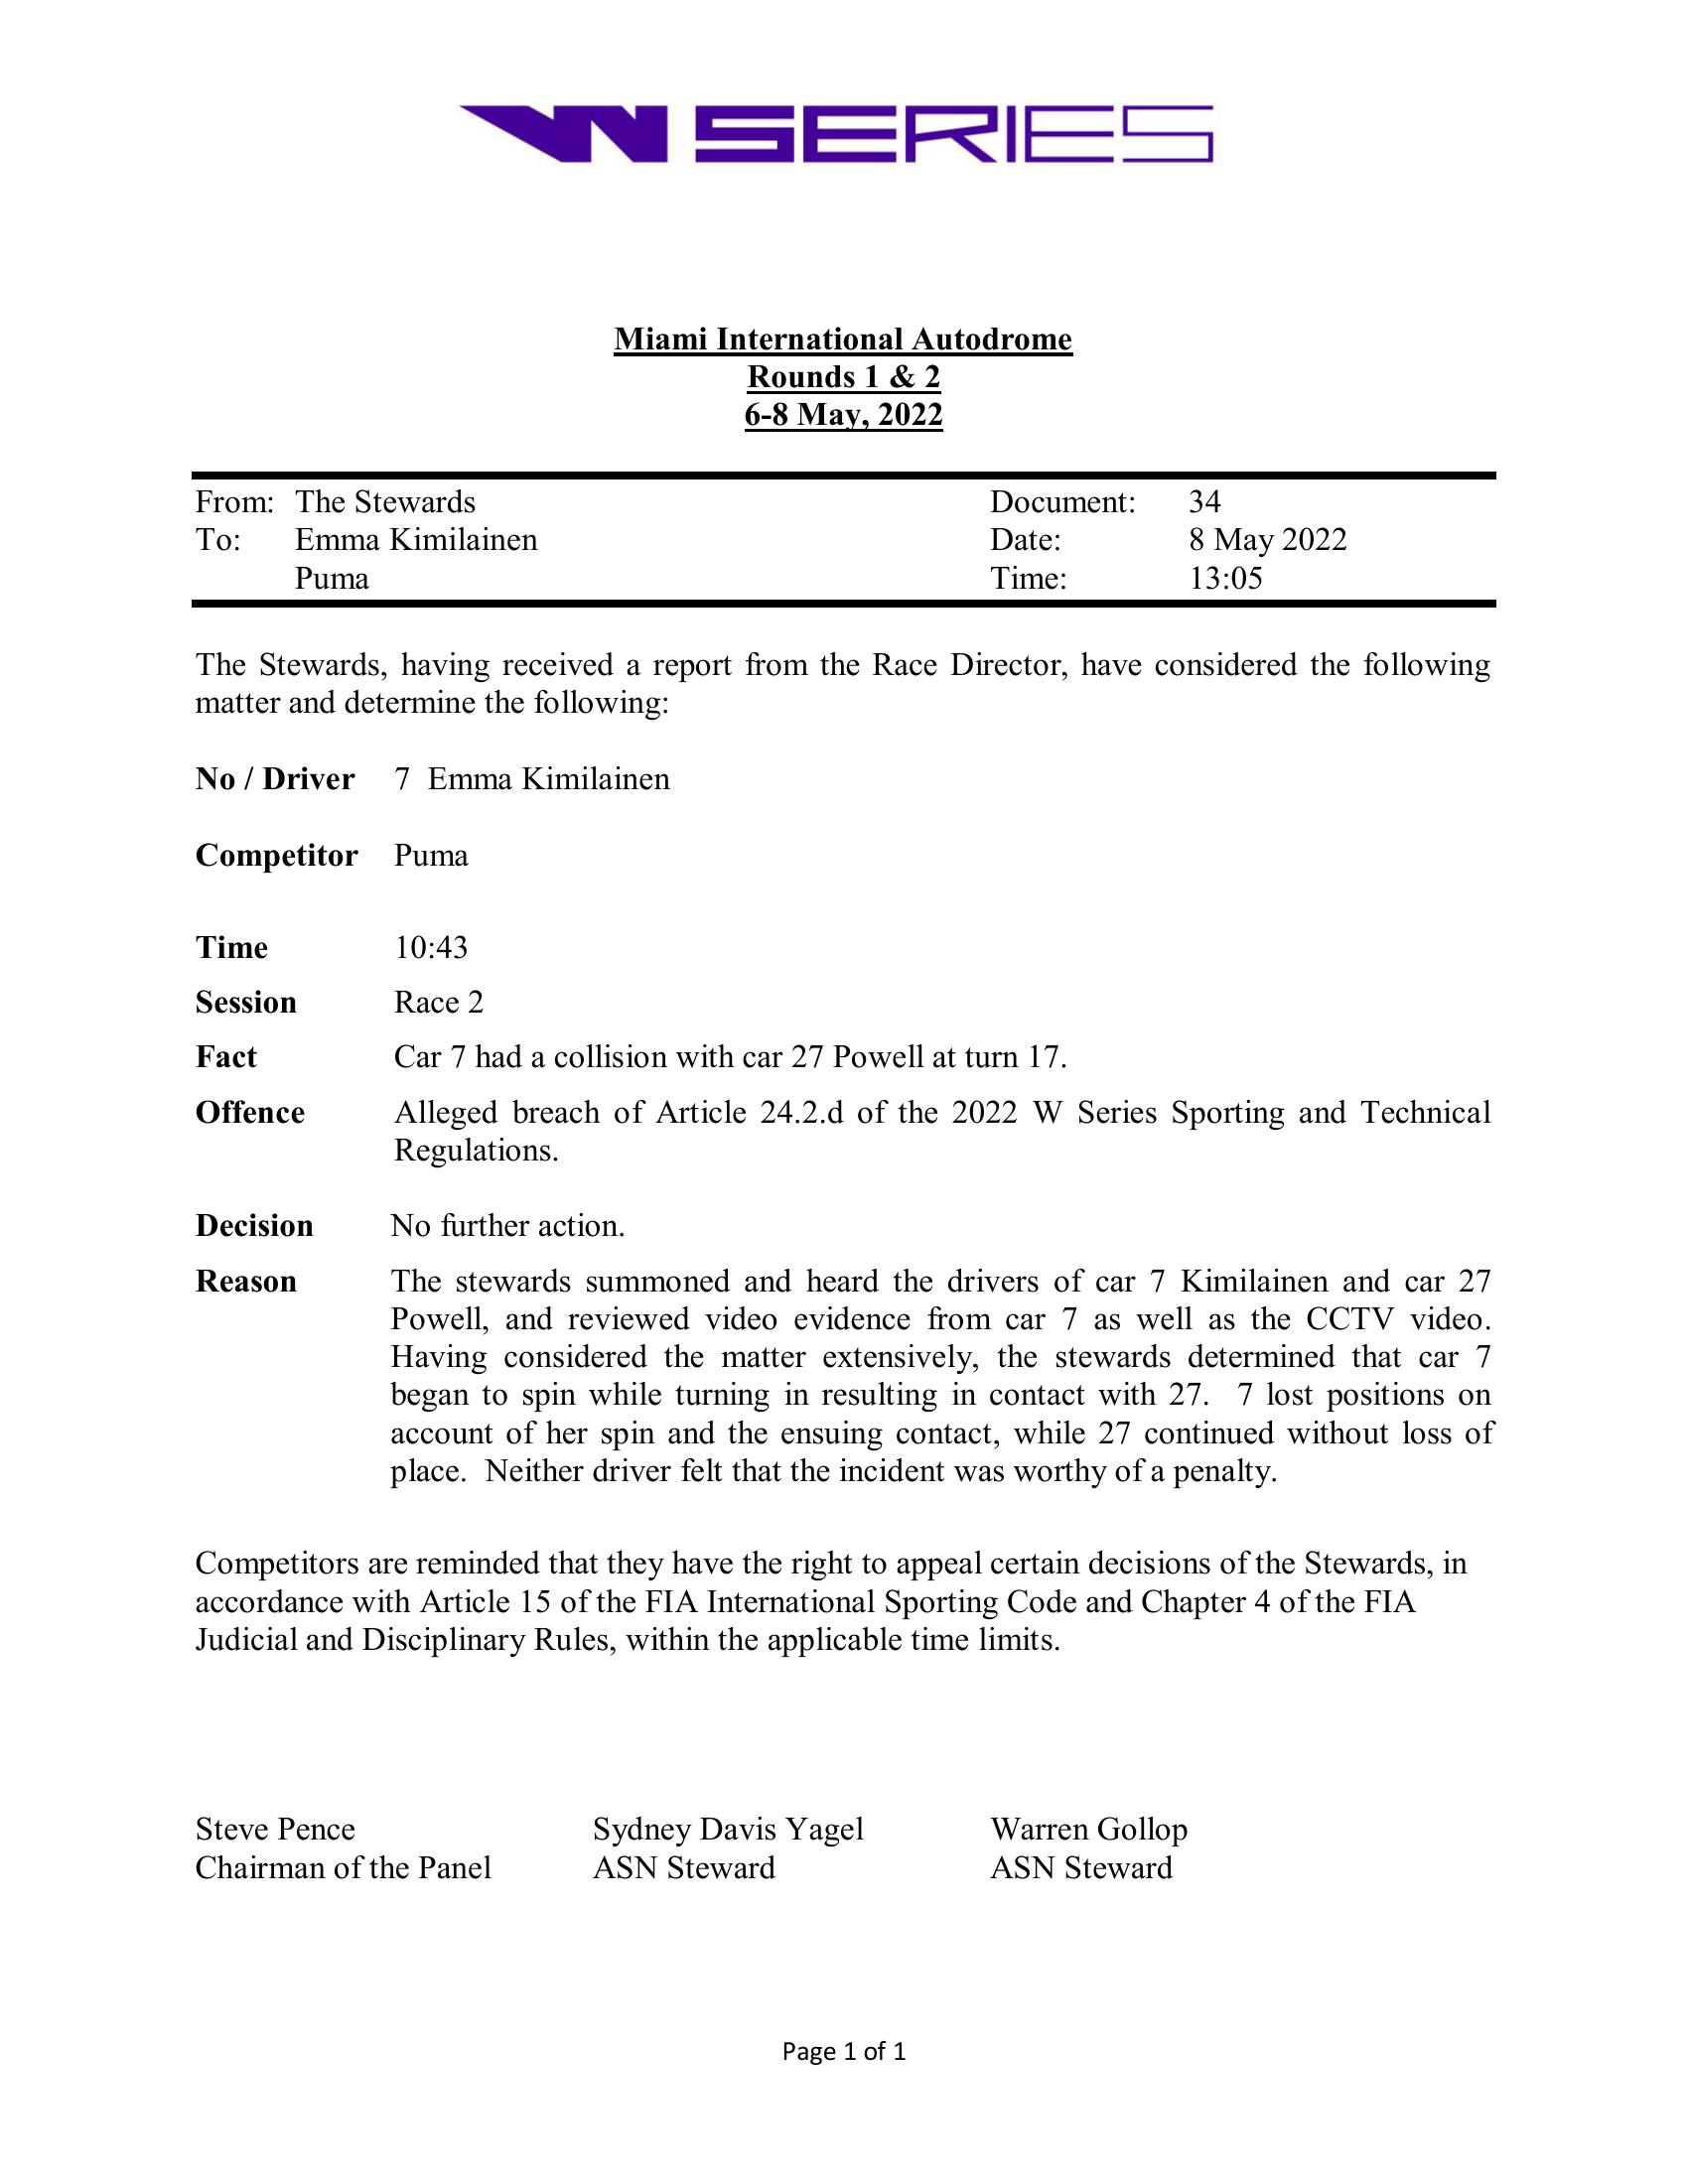 W SERIES
Miami International Autodrome
Rounds 1 & 2
6-8 May, 2022
From: The Stewards Document: 34
To: Emma Kimilainen Date: 8 May 2022
Puma Time: 13:05
The Stewards, having received a report from the Race Director, have considered the following
matter and determine the following:
No / Driver 7 Emma Kimilainen
Competitor Puma
Time 10:43
Session Race 2
Fact Car 7 had a collision with car 27 Powell at turn 17.
Offence Alleged breach of Article 24.2.d of the 2022 W Series Sporting and Technical
Regulations.
Decision No further action.
Reason The stewards summoned and heard the drivers of car 7 Kimilainen and car 27
Powell, and reviewed video evidence from car 7 as well as the CCTV video.
Having considered the matter extensively, the stewards determined that car 7
began to spin while turning in resulting in contact with 27. 7 lost positions on
account of her spin and the ensuing contact, while 27 continued without loss of
place. Neither driver felt that the incident was worthy of a penalty.
Competitors are reminded that they have the right to appeal certain decisions of the Stewards, in
accordance with Article 15 of the FIA International Sporting Code and Chapter 4 of the FIA
Judicial and Disciplinary Rules, within the applicable time limits.
Steve Pence Sydney Davis Yagel Warren Gollop
Chairman of the Panel ASN Steward ASN Steward
Page 1 of 1